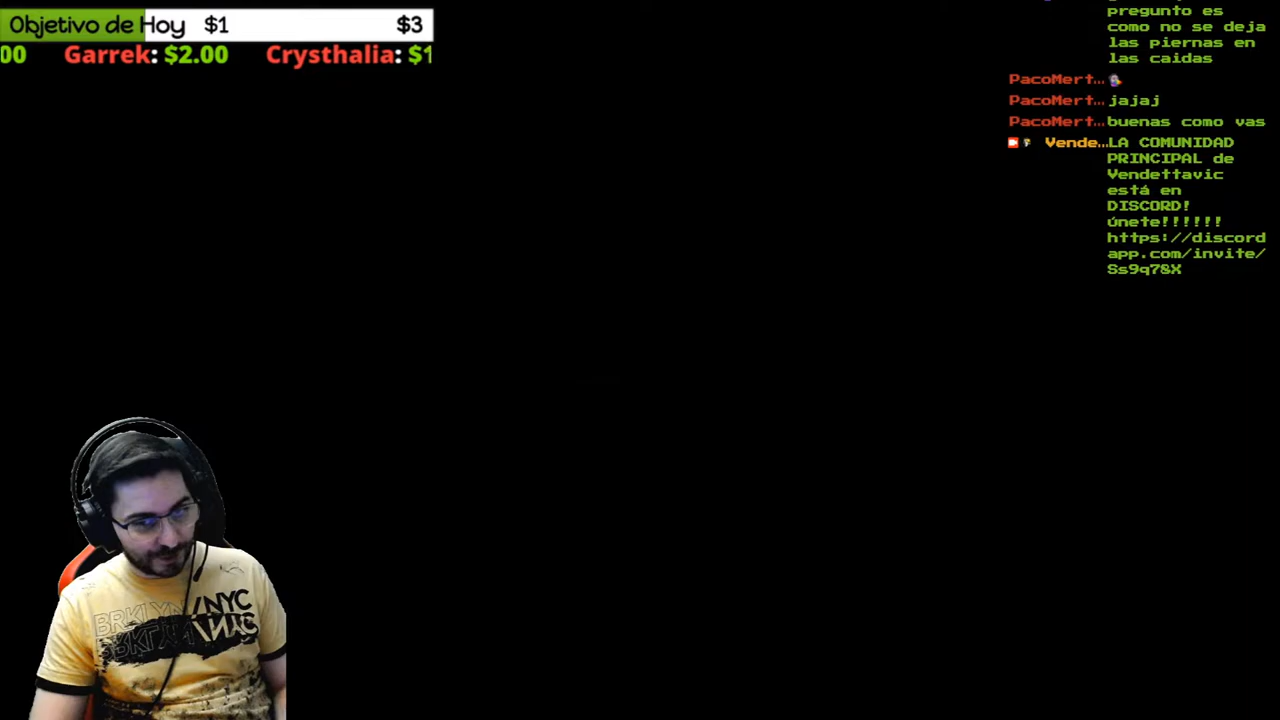 Objetivo de Hoy $1 $3
00 Garrek: $2.00 Crysthalia: $1
pregunto es
como no se deja
las piernas en
las caidas
PacoMert…
PacoMert… jajaj
PacoMert… buenas como vas
Vende… LA COMUNIDAD
PRINCIPAL de
Vendettavic
está en
DISCORD!
únete!!!!!!
https://discord
app.com/invite/
Ss9q78X
BRKLYN/NYC